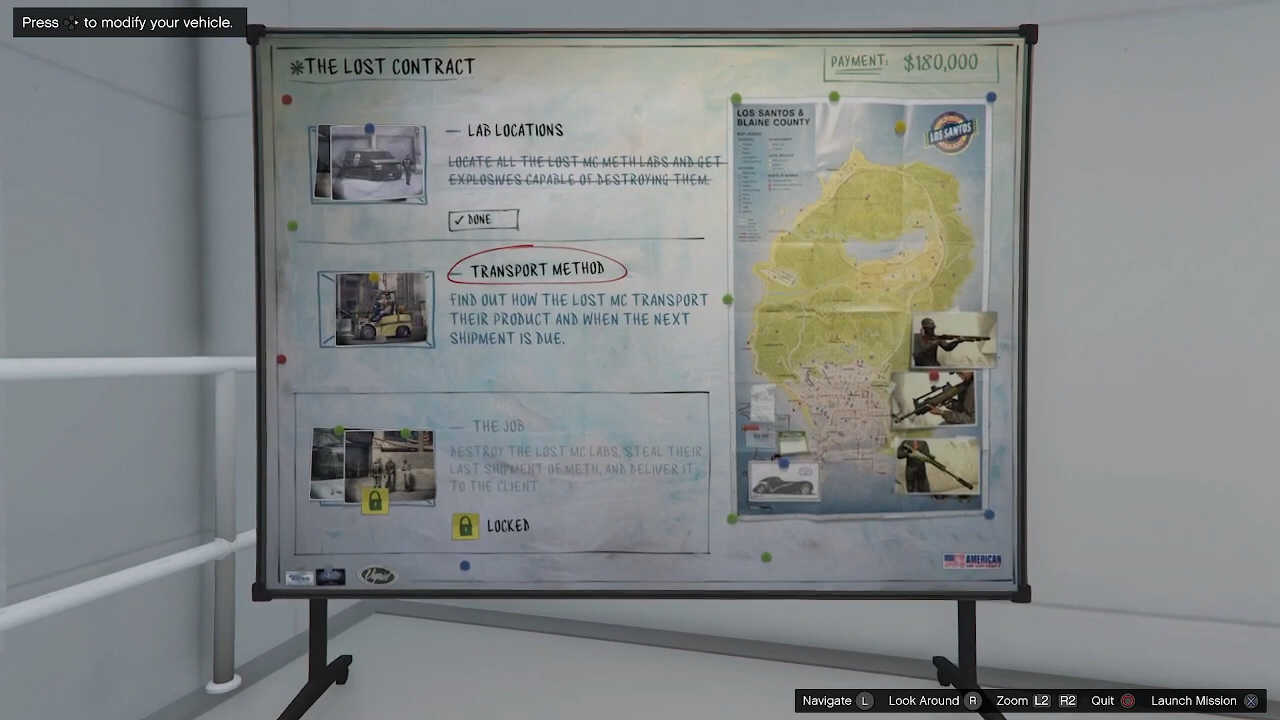 Press to modify your vehicle.
*THE LOST CONTRACT
PAYMENT: $180,000
— LAB LOCATIONS
LOCATE ALL THE LOST MC METH LABS AND GET
EXPLOSIVES CAPABLE OF DESTROYING THEM.
✓ DONE
— TRANSPORT METHOD
FIND OUT HOW THE LOST MC TRANSPORT
THEIR PRODUCT AND WHEN THE NEXT
SHIPMENT IS DUE.
— THE JOB
DESTROY THE LOST MC LABS, STEAL THEIR
LAST SHIPMENT OF METH, AND DELIVER IT
TO THE CLIENT.
LOCKED
LOS SANTOS &
BLAINE COUNTY
LOS SANTOS
Vapid
AMERICAN
Navigate L Look Around R Zoom L2 R2 Quit Launch Mission